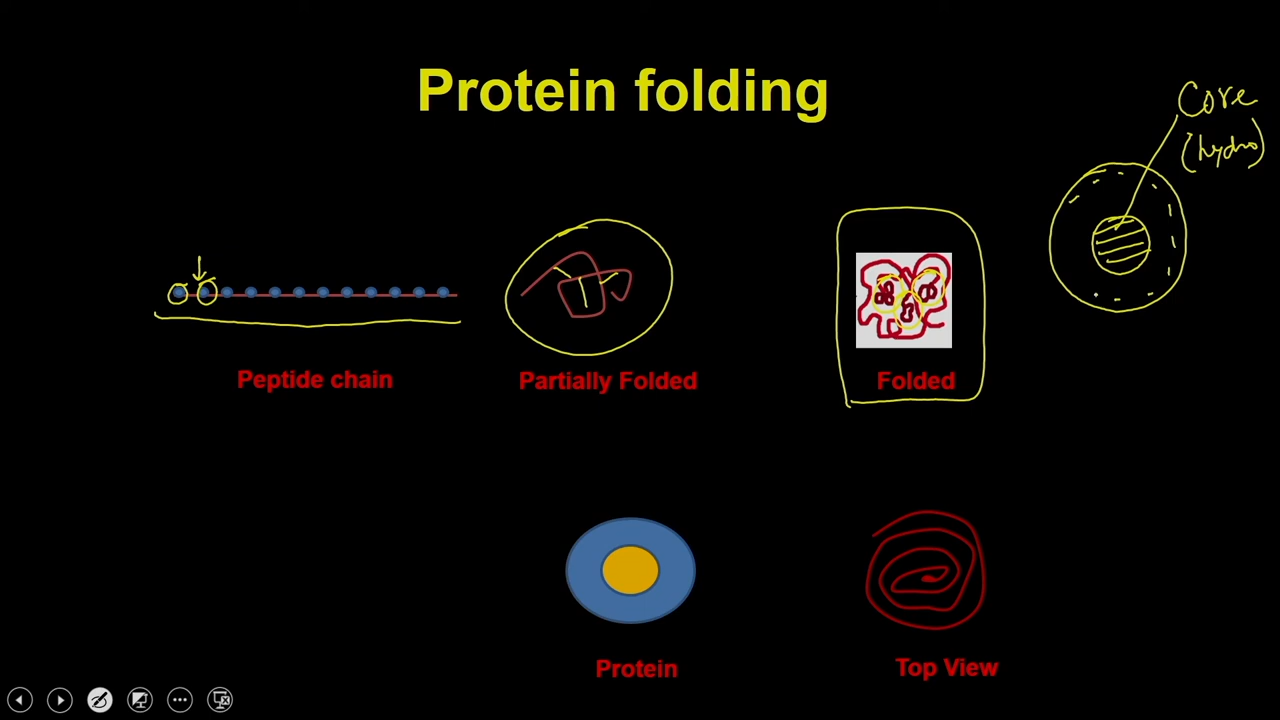 Protein folding
Core
(hydro)
Peptide chain
Partially Folded
Folded
Protein
Top View